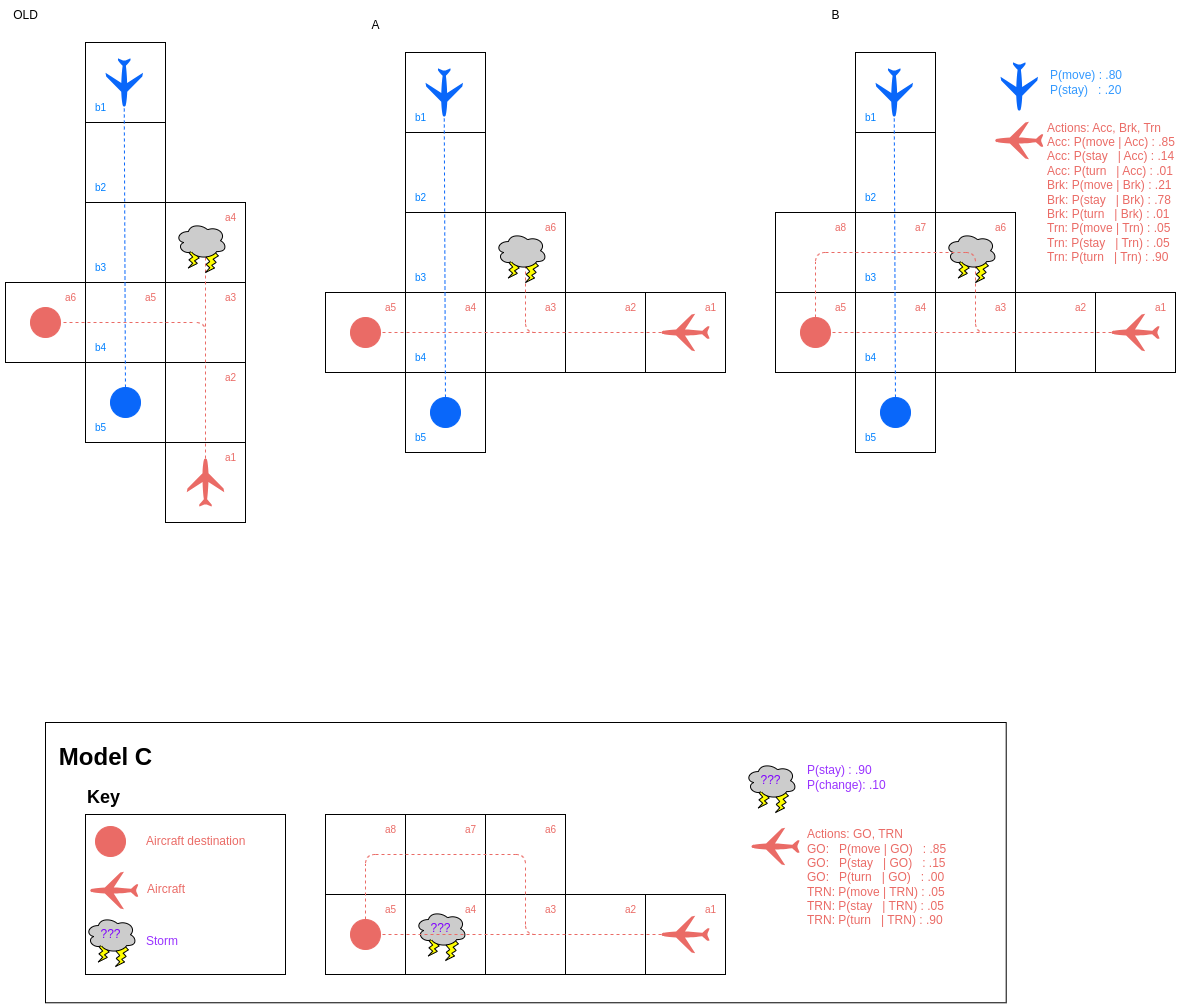 OLD
b1
b2
a4
b3
a6
a5
a3
b4
a2
b5
a1
A
b1
b2
a6
b3
a5
a4
a3
a2
a1
b4
b5
B
b1
b2
a8
a7
a6
b3
a5
a4
a3
a2
a1
b4
b5
P(move) : .80
P(stay) : .20
Actions: Acc, Brk, Trn
Acc: P(move | Acc) : .85
Acc: P(stay | Acc) : .14
Acc: P(turn | Acc) : .01
Brk: P(move | Brk) : .21
Brk: P(stay | Brk) : .78
Brk: P(turn | Brk) : .01
Trn: P(move | Trn) : .05
Trn: P(stay | Trn) : .05
Trn: P(turn | Trn) : .90
Model C
Key
Aircraft destination
Aircraft
???
Storm
a8
a7
a6
a5
a4
a3
a2
a1
???
???
P(stay) : .90
P(change): .10
Actions: GO, TRN
GO: P(move | GO) : .85
GO: P(stay | GO) : .15
GO: P(turn | GO) : .00
TRN: P(move | TRN) : .05
TRN: P(stay | TRN) : .05
TRN: P(turn | TRN) : .90